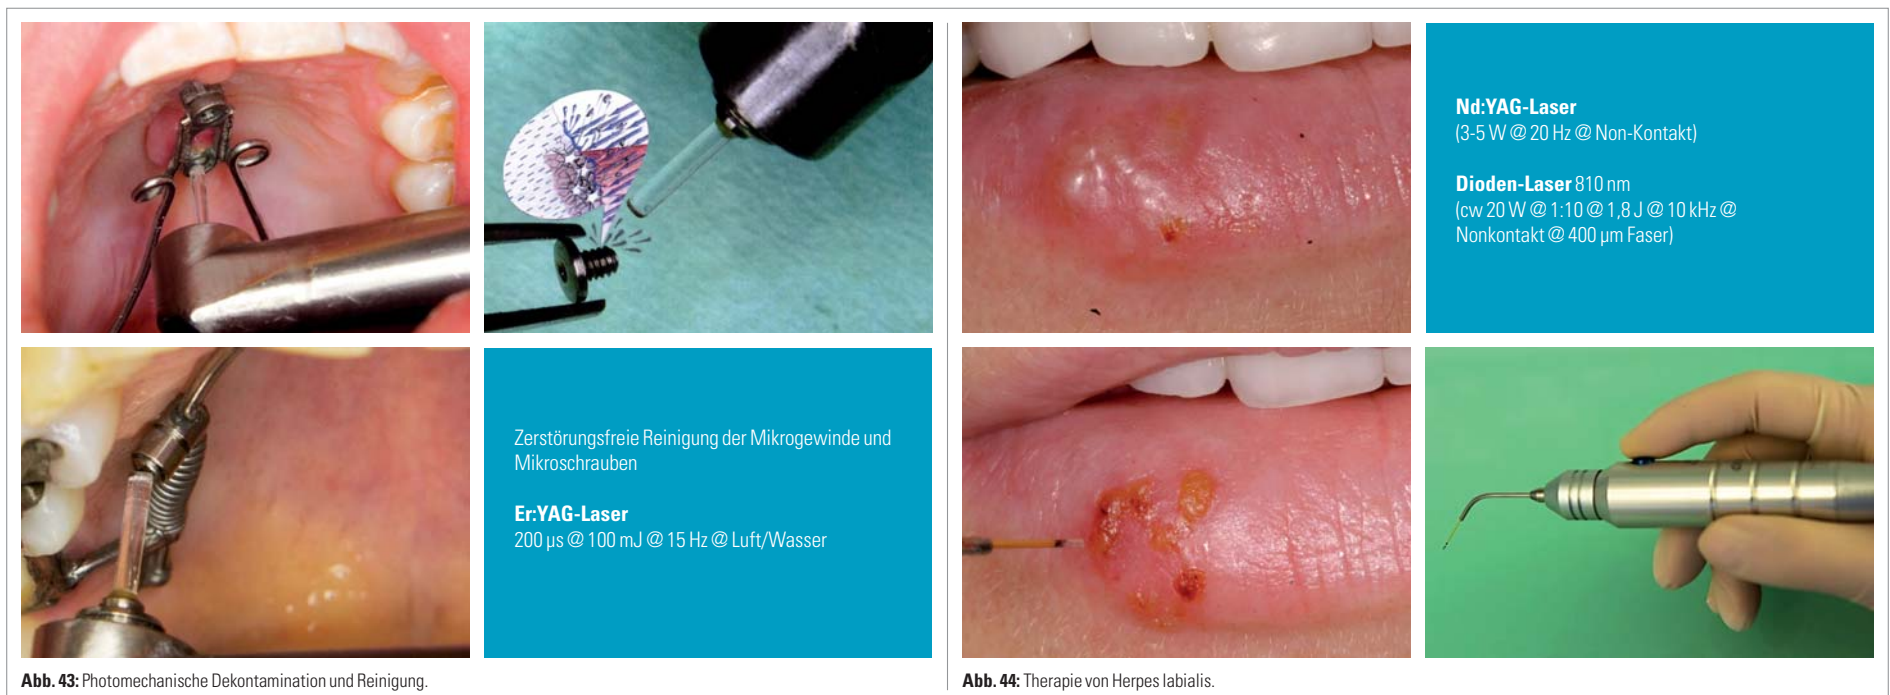 Zerstörungsfreie Reinigung der Mikrogewinde und
Mikroschrauben
Er:YAG-Laser
200 µs @ 100 mJ @ 15 Hz @ Luft/Wasser
Abb. 43: Photomechanische Dekontamination und Reinigung.
Nd:YAG-Laser
(3-5 W @ 20 Hz @ Non-Kontakt)
Dioden-Laser 810 nm
(cw 20 W @ 1:10 @ 1,8 J @ 10 kHz @
Nonkontakt @ 400 µm Faser)
Abb. 44: Therapie von Herpes labialis.